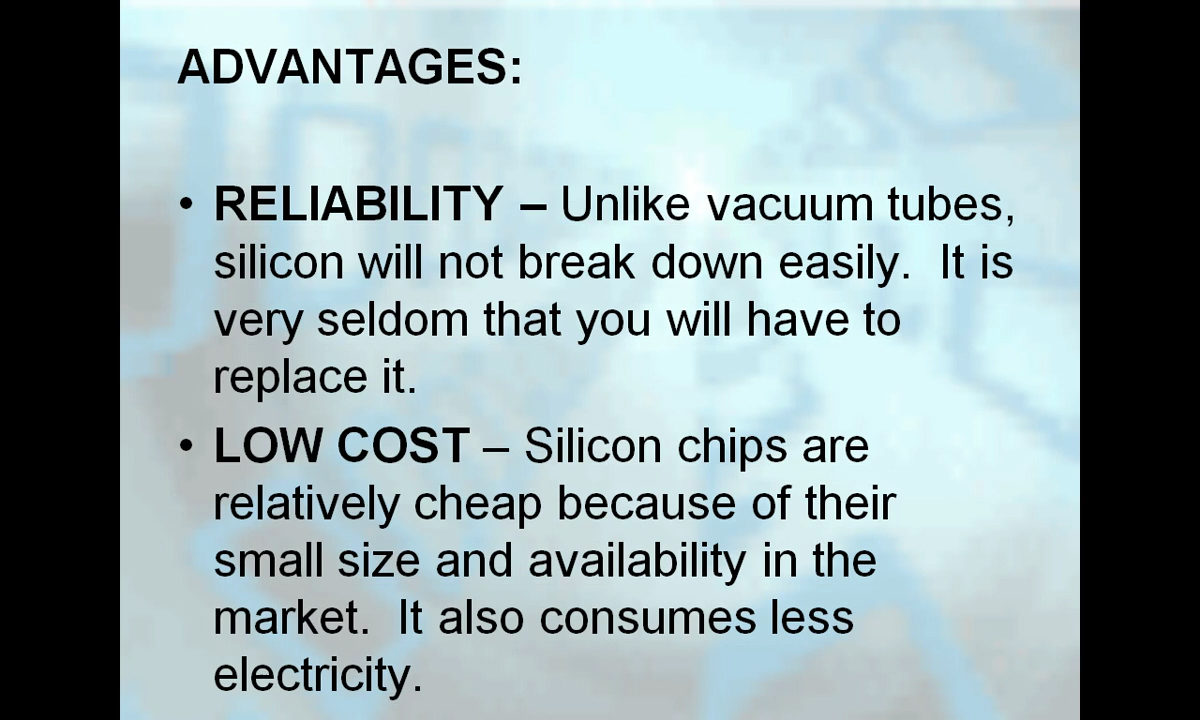 ADVANTAGES:
• RELIABILITY – Unlike vacuum tubes,
silicon will not break down easily.  It is
very seldom that you will have to
replace it.
• LOW COST – Silicon chips are
relatively cheap because of their
small size and availability in the
market.  It also consumes less
electricity.